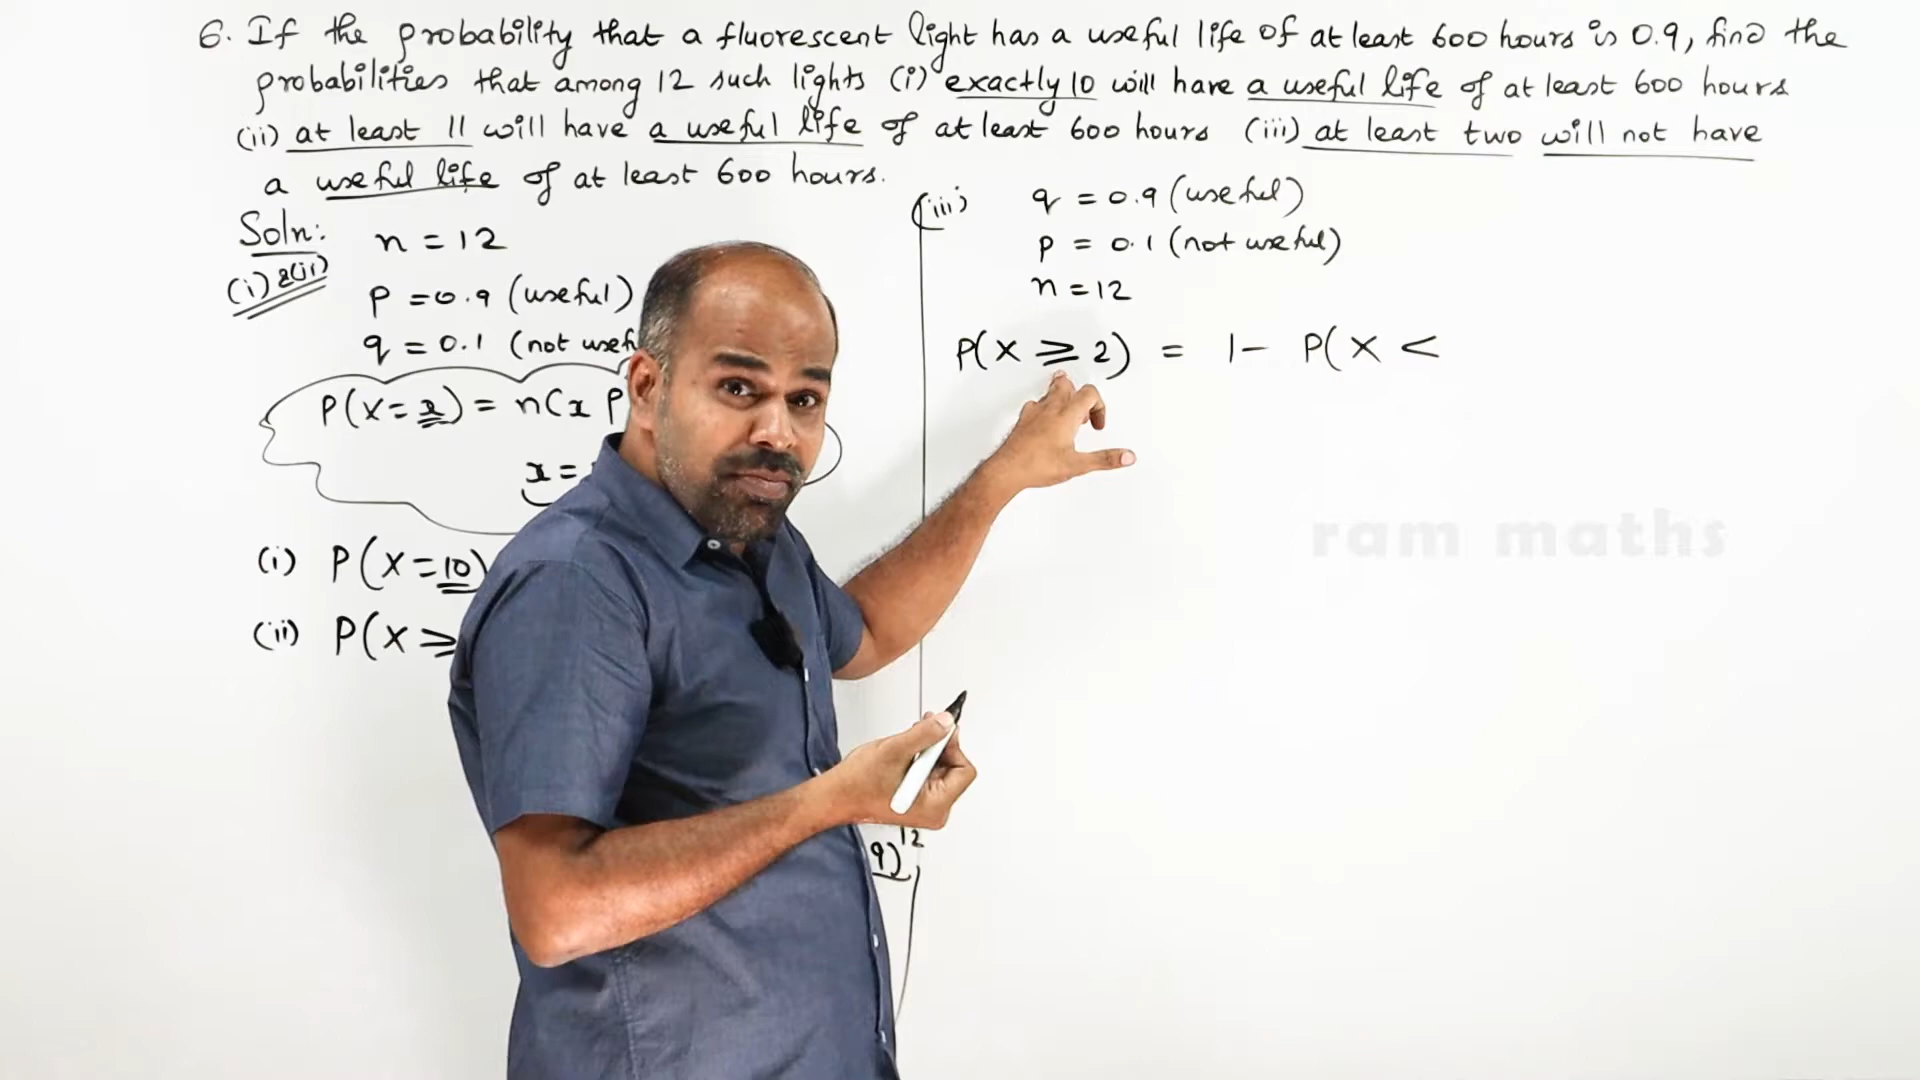 6. If the probability that a fluorescent light has a useful life of at least 600 hours is 0.9, find the
probabilities that among 12 such lights (i) exactly 10 will have a useful life of at least 600 hours
(ii) at least 11 will have a useful life of at least 600 hours (iii) at least two will not have
a useful life of at least 600 hours.
Soln:
n = 12
(i) & (ii)
p = 0.9 (useful)
q = 0.1 (not usef
P(X = x) = nCx p
x =
(i) P(X = 10)
(ii) P(X ≥
9)^12
(iii) q = 0.9 (useful)
p = 0.1 (not useful)
n = 12
P(X ≥ 2) = 1 - P(X <
ram maths